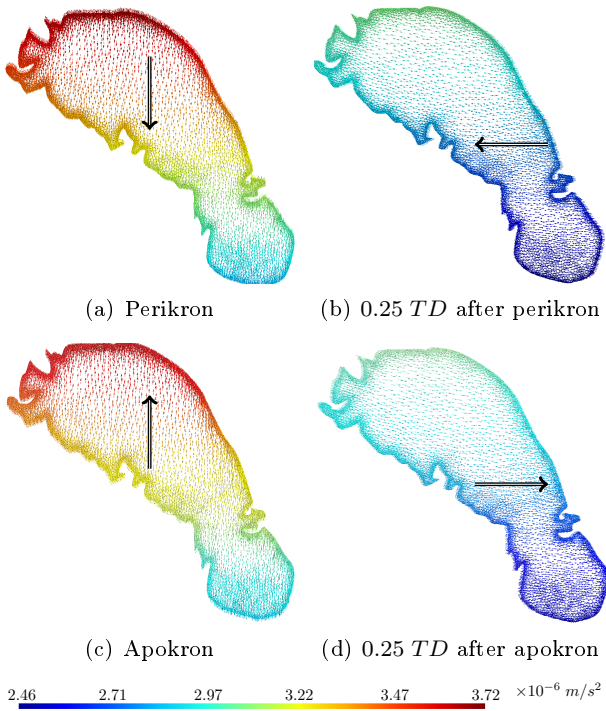 (a) Perikron
(b) 0.25 TD after perikron
(c) Apokron
(d) 0.25 TD after apokron
2.46 2.71 2.97 3.22 3.47 3.72 ×10⁻⁶ m/s²